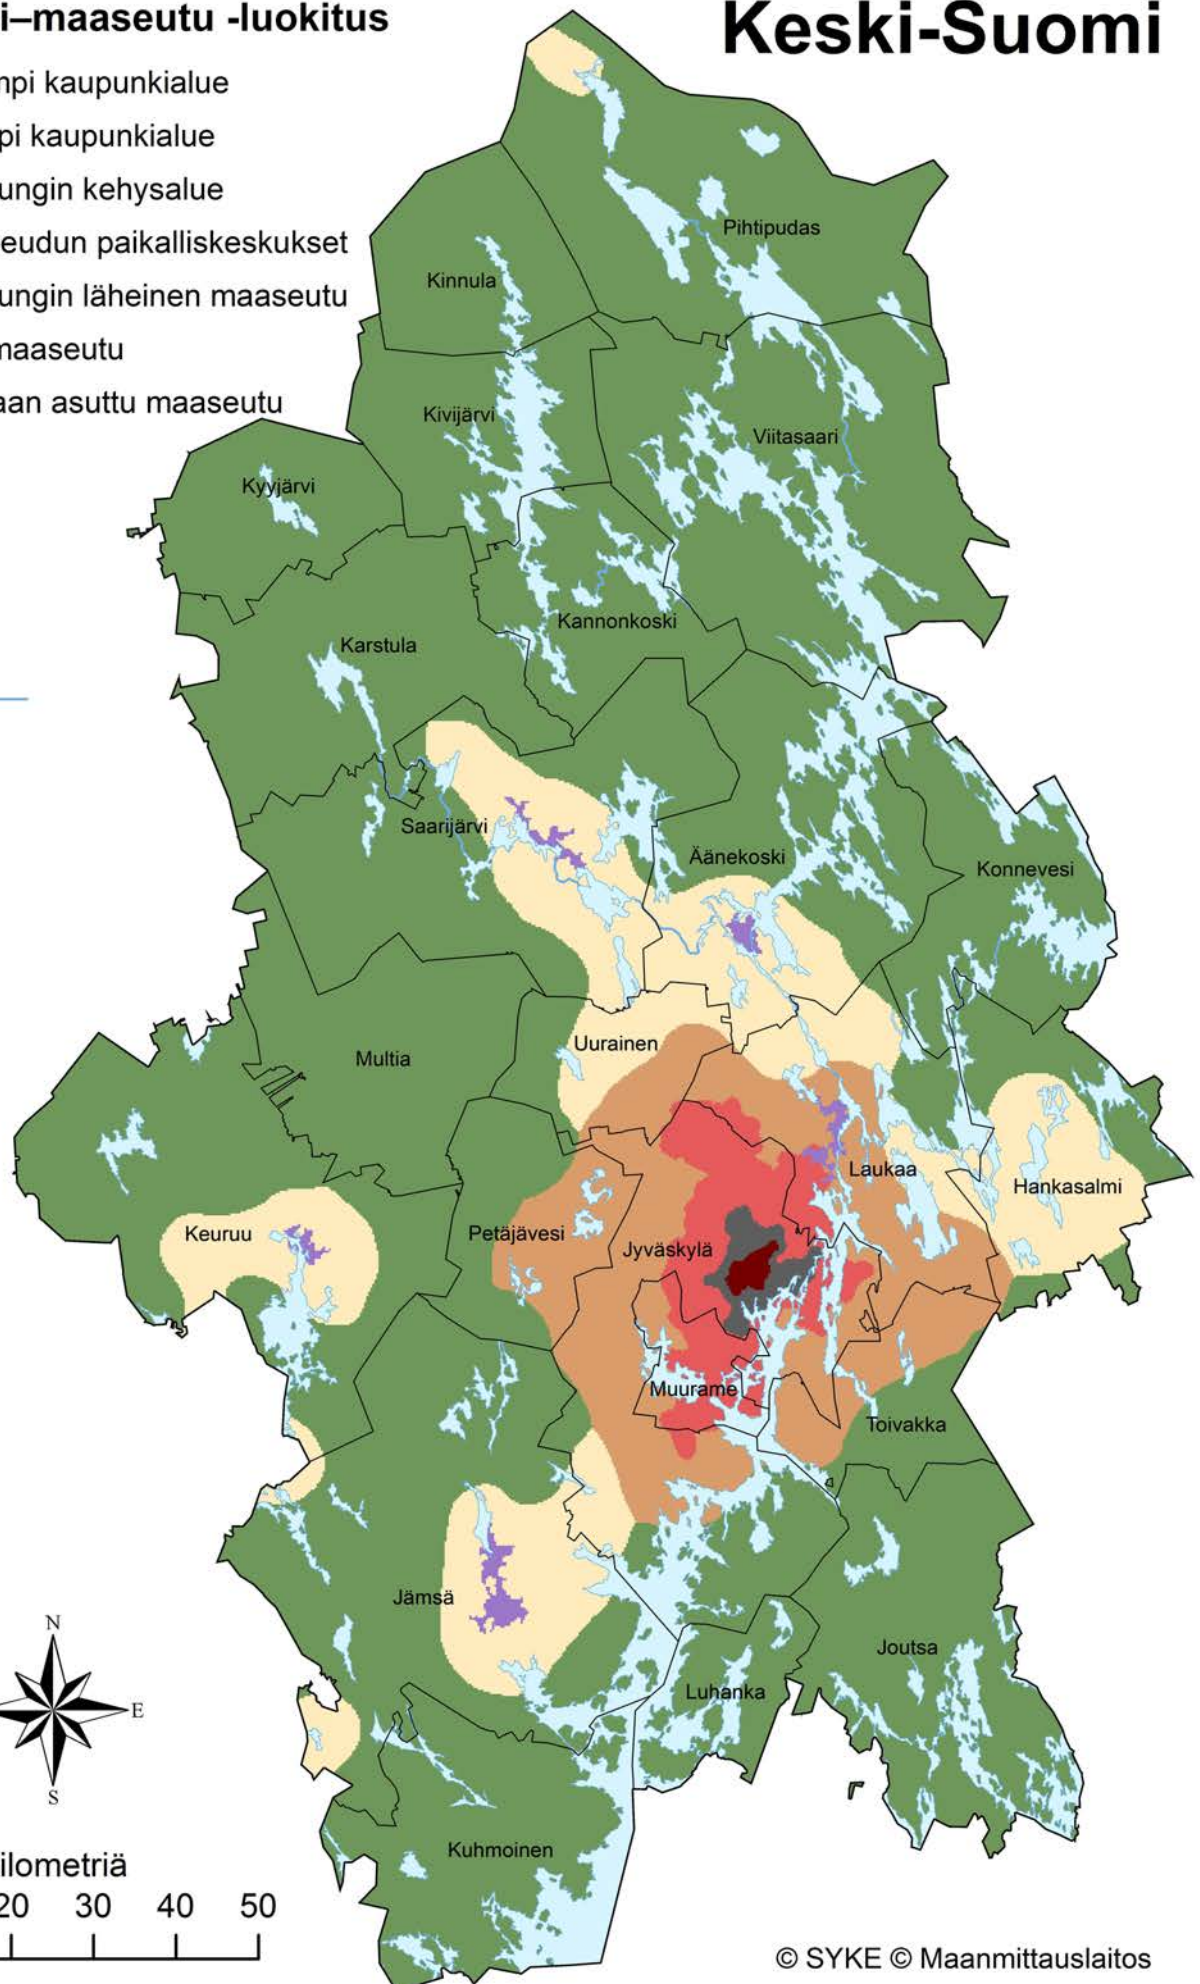 i–maaseutu -luokitus
Keski-Suomi
mpi kaupunkialue
pi kaupunkialue
ungin kehysalue
eudun paikalliskeskukset
ungin läheinen maaseutu
maaseutu
aan asuttu maaseutu
Pihtipudas
Kinnula
Kivijärvi
Viitasaari
Kyyjärvi
Kannonkoski
Karstula
Saarijärvi
Äänekoski
Konnevesi
Uurainen
Multia
Laukaa
Hankasalmi
Keuruu
Petäjävesi
Jyväskylä
Muurame
Toivakka
Jämsä
Joutsa
Luhanka
Kuhmoinen
N
E
S
ilometriä
20 30 40 50
© SYKE © Maanmittauslaitos